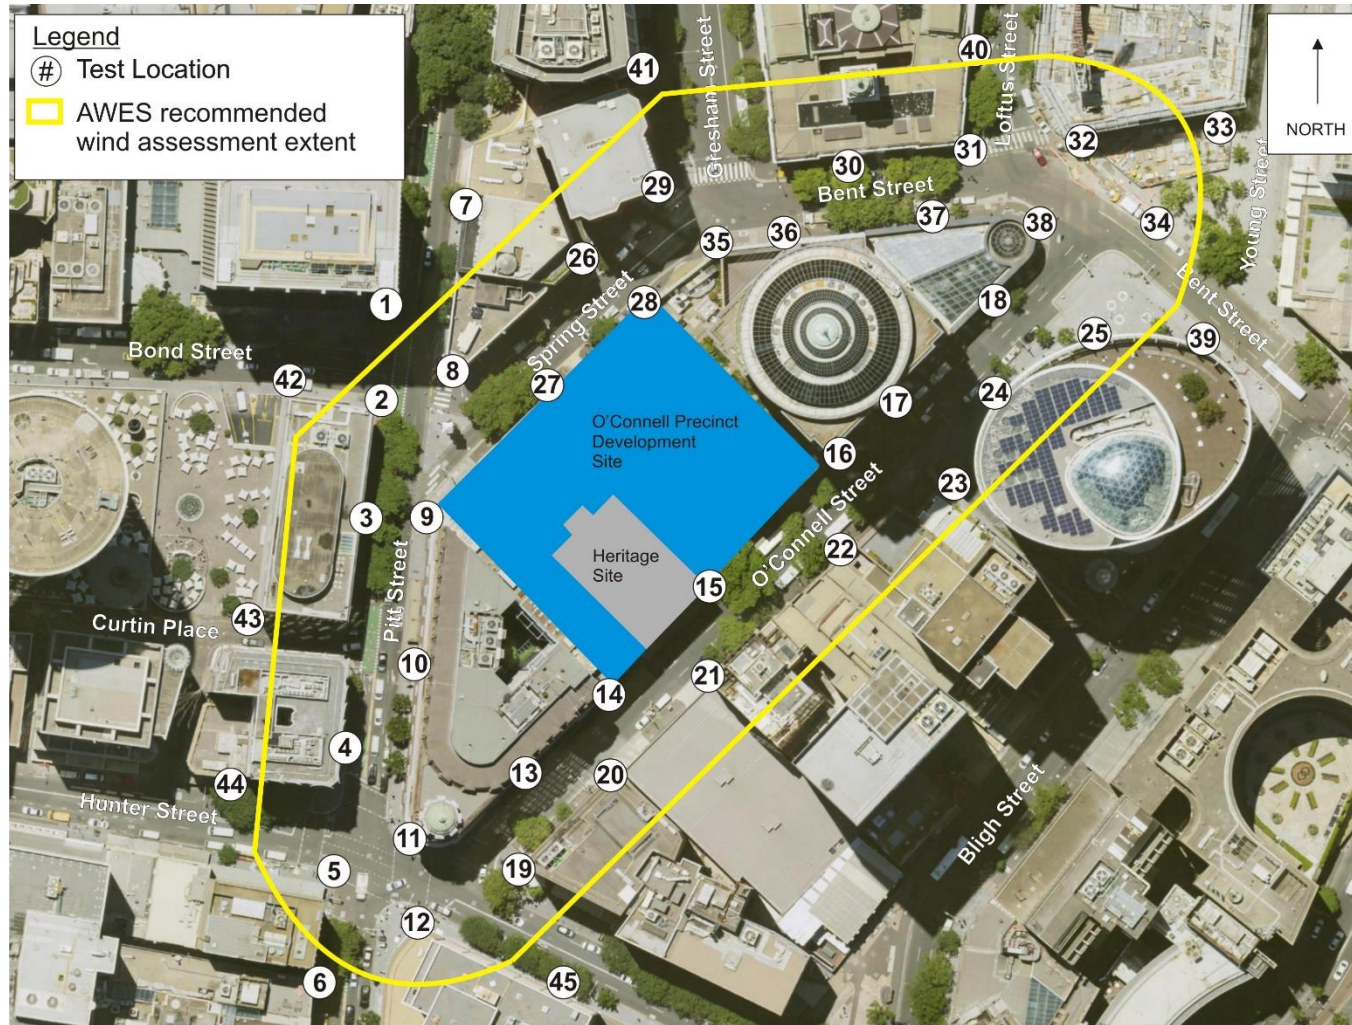 Legend
# Test Location
AWES recommended
wind assessment extent
NORTH
41
40
Gresham Street
Loftus Street
33
32
31
30
29
Bent Street
7
37
38
34
Young Street
36
35
26
Bent Street
1
28
18
Spring Street
25
39
Bond Street
8
42
27
24
2
17
O'Connell Precinct
Development
Site
16
23
3
9
Heritage
Site
22
O'Connell Street
15
Pitt Street
43
Curtin Place
10
21
14
4
13
20
44
Hunter Street
Bligh Street
11
19
5
12
6
45